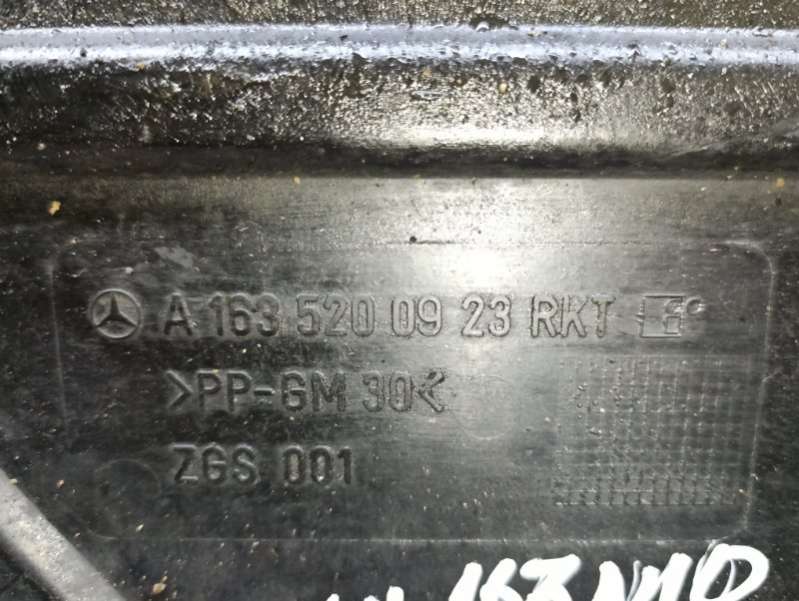 A 163 520 09 23 RKT
>PP-GM 30<
ZGS 001